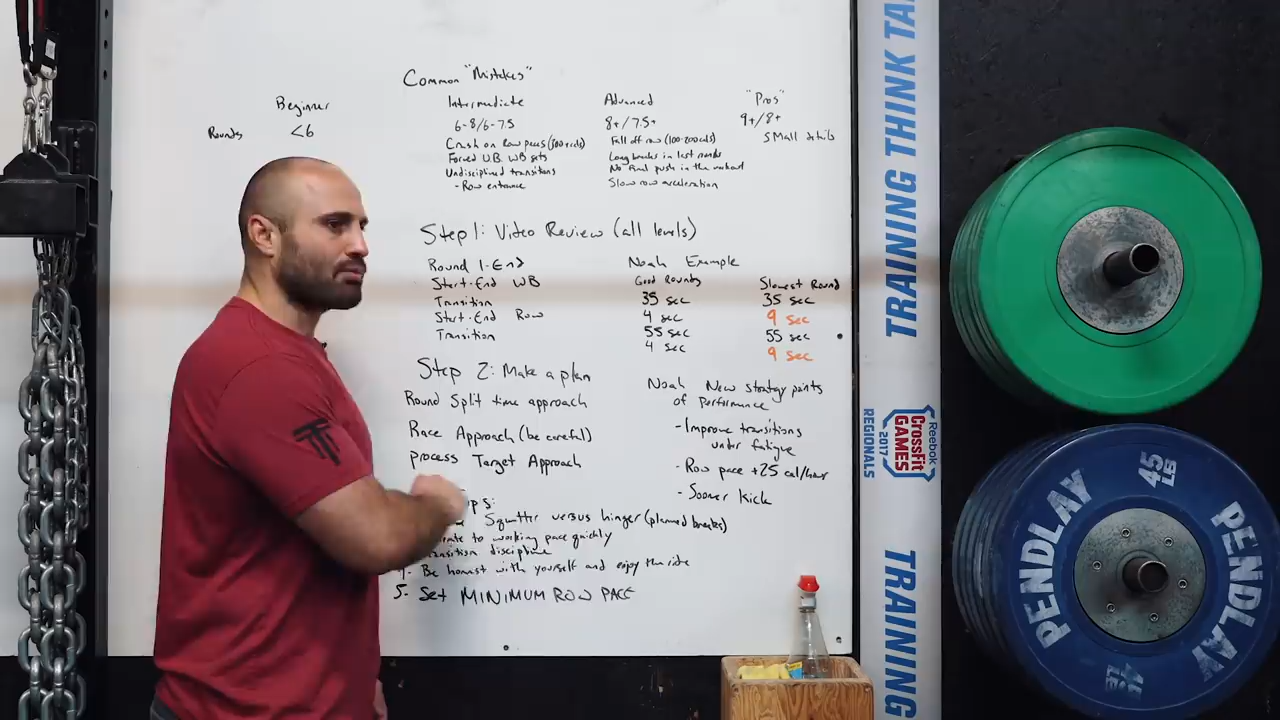 Common "Mistakes"
Beginner
Intermediate
Advanced
"Pros"
Rounds
<6
6-8/6-7.5
8+/7.5+
9+/8+
Crash on Row paces (500 rcds)
Fall off row (100-200 cds)
Small details
Forced U.B. WB sets
Long breaks in last rounds
Undisciplined transitions
No final push in the workout
- Row entrance
Slow row acceleration
Step 1: Video Review (all levels)
Round 1-End
Noah Example
Start-End WB
Good Rounds
Slowest Round
Transition
35 sec
35 sec
Start-End Row
4 sec
9 sec
Transition
55 sec
55 sec
4 sec
9 sec
Step 2: Make a plan
Noah New strategy points
of performance
Round Split time approach
Race Approach (be careful)
- Improve transitions
under fatigue
process Target Approach
- Row pace +25 cal/hour
- Sooner Kick
Squatter versus hinger (planned breaks)
to working pace quickly
discipline
Be honest with yourself and enjoy the ride
5- Set MINIMUM ROW PACE
TRAINING THINK TA
Reebok
CrossFit
GAMES
2017
REGIONALS
TRAINING
45
LB
PENDLAY
PENDLAY